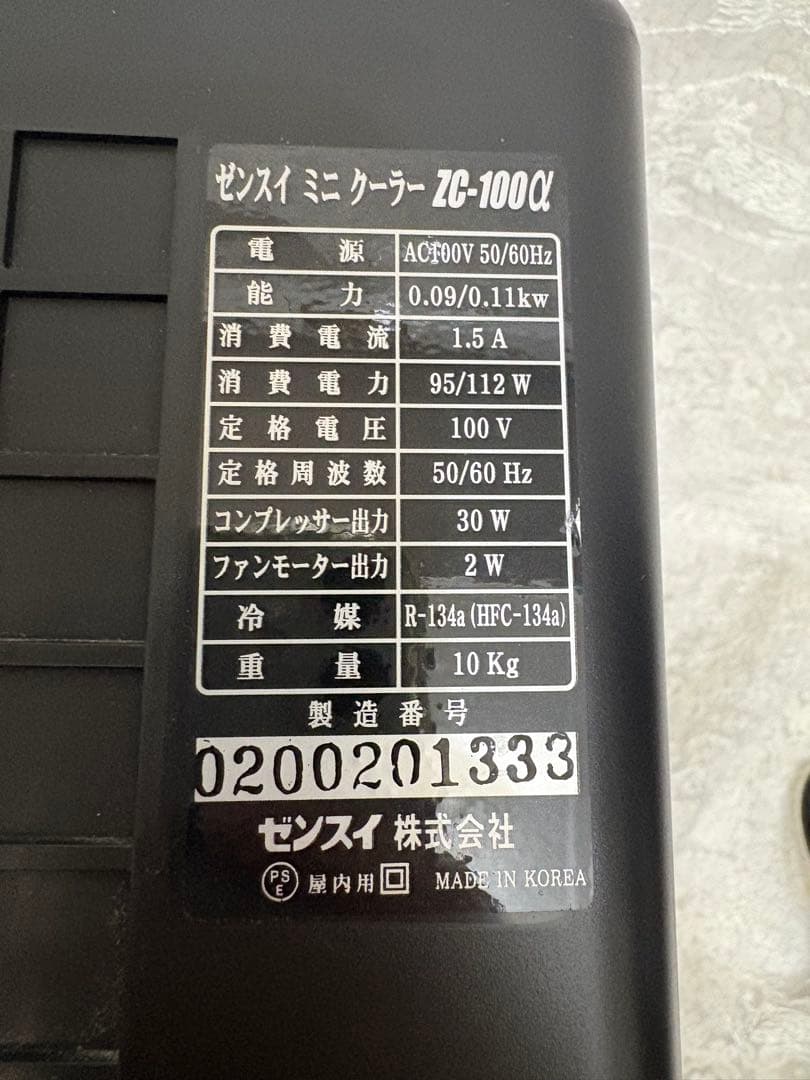 ゼンスイ ミニ クーラー ZC-100α
電源 AC100V 50/60Hz
能力 0.09/0.11kw
消費電流 1.5 A
消費電力 95/112 W
定格電圧 100 V
定格周波数 50/60 Hz
コンプレッサー出力 30 W
ファンモーター出力 2 W
冷媒 R-134a (HFC-134a)
重量 10 Kg
製造番号
0200201333
ゼンスイ 株式会社
PSE 屋内用 MADE IN KOREA